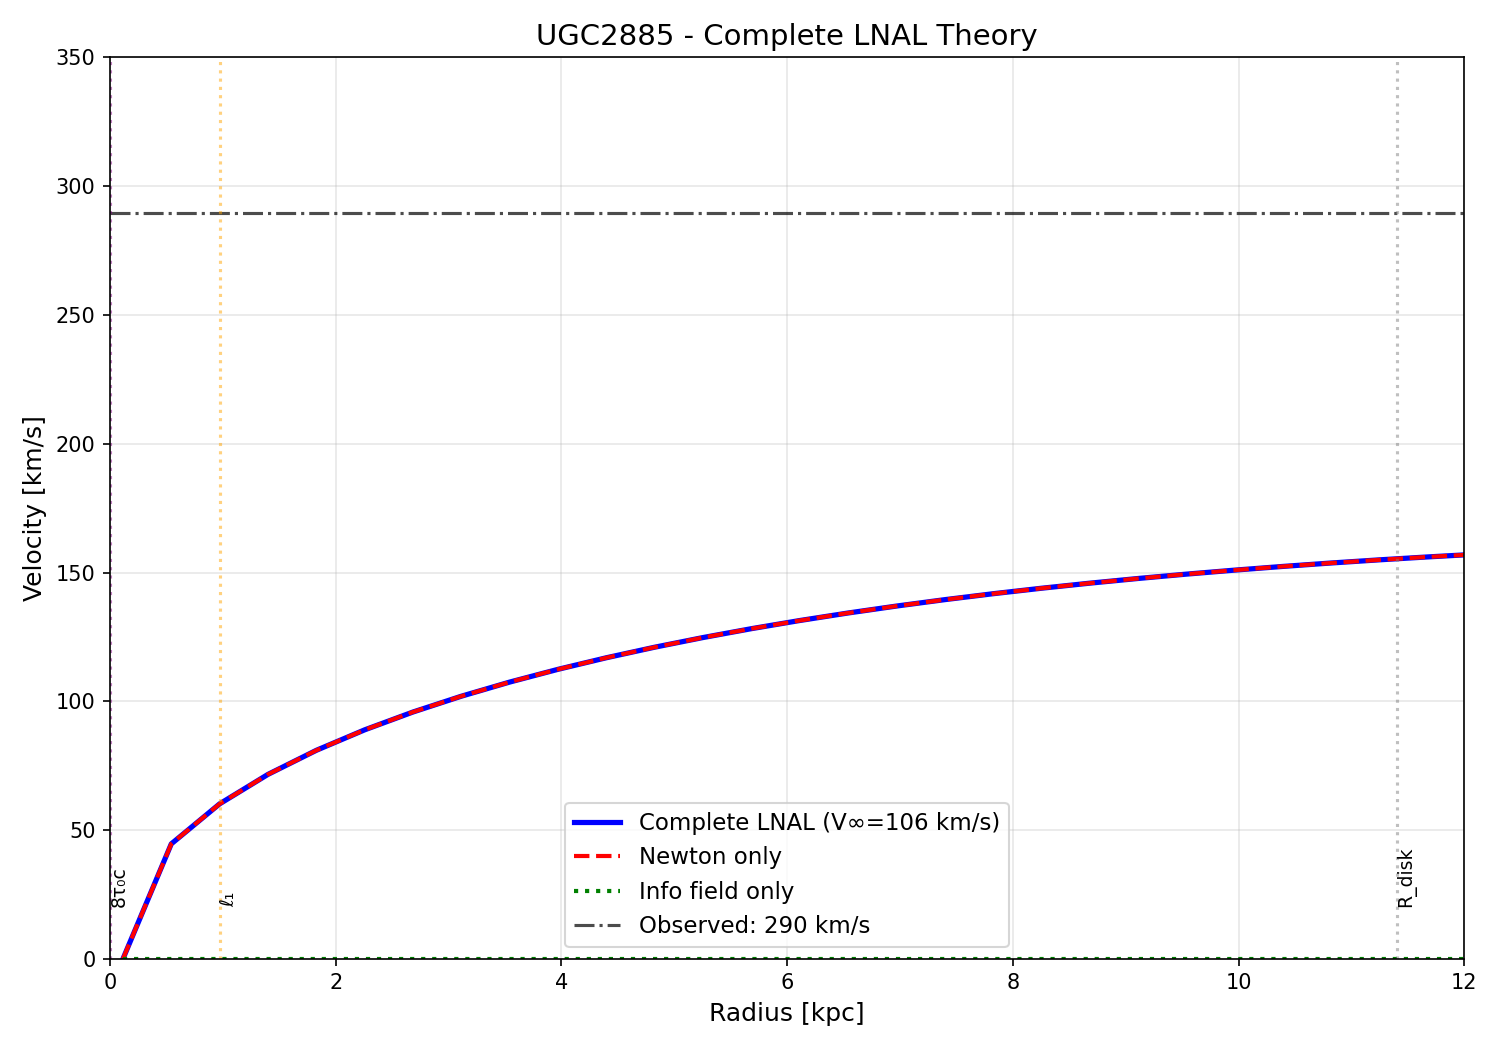 UGC2885 - Complete LNAL Theory
350
300
250
200
150
100
50
0
Velocity [km/s]
8τ₀c
ℓ₁
R_disk
Complete LNAL (V∞=106 km/s)
Newton only
Info field only
Observed: 290 km/s
0 2 4 6 8 10 12
Radius [kpc]